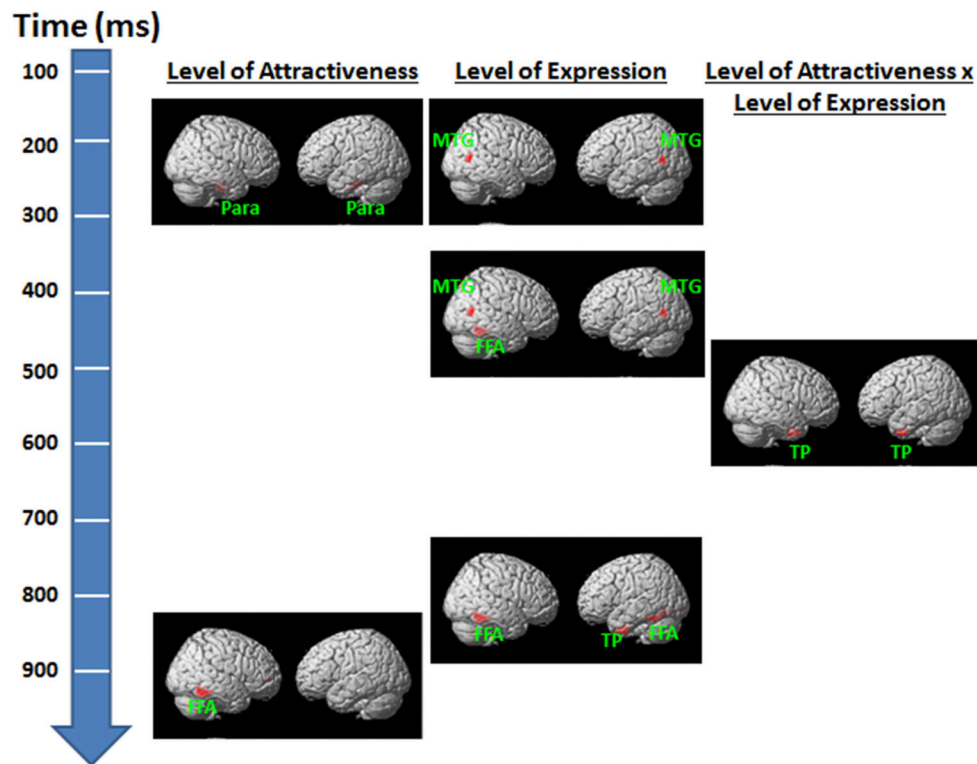 Time (ms)
100
200
300
400
500
600
700
800
900
Level of Attractiveness
Para Para
FFA
Level of Expression
MTG MTG
MTG MTG
FFA
FFA TP FFA
Level of Attractiveness x
Level of Expression
TP TP